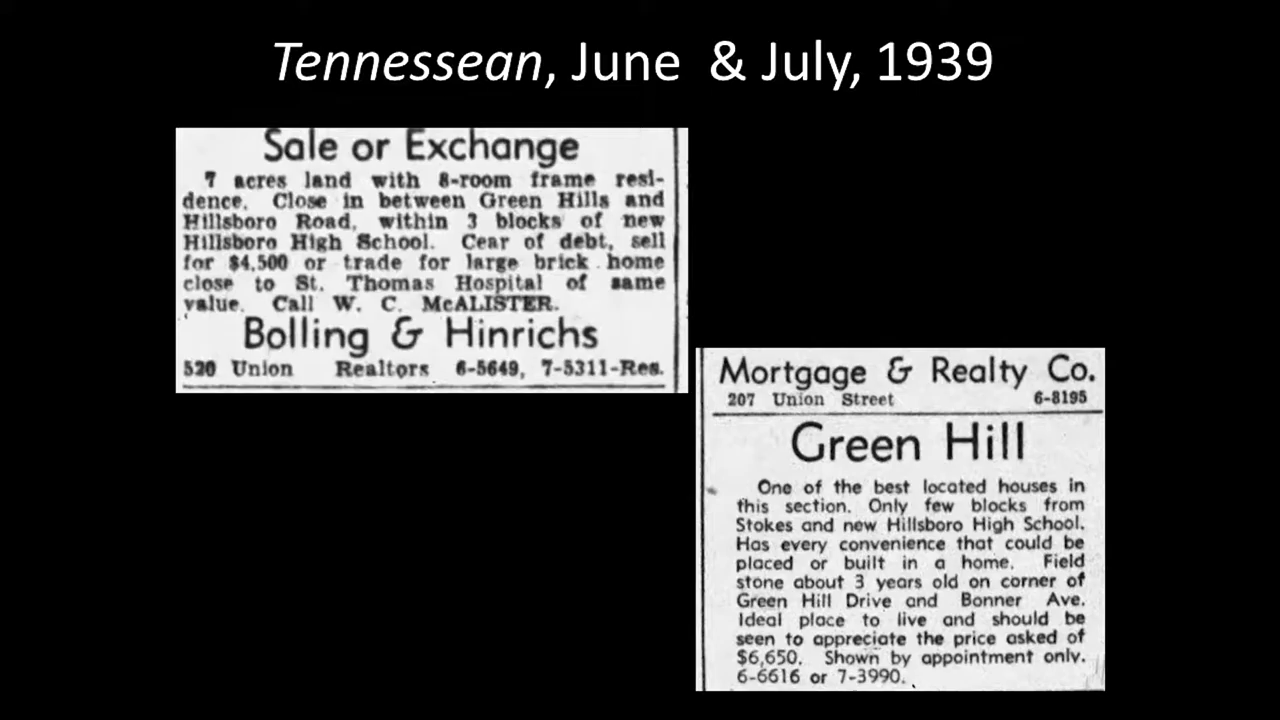 Tennessean, June & July, 1939
Sale or Exchange
7 acres land with 8-room frame resi-
dence. Close in between Green Hills and
Hillsboro Road, within 3 blocks of new
Hillsboro High School. Cear of debt, sell
for $4,500 or trade for large brick home
close to St. Thomas Hospital of same
value. Call W. C. McALISTER.
Bolling & Hinrichs
520 Union Realtors 6-5649, 7-5311-Res.
Mortgage & Realty Co.
207 Union Street 6-8195
Green Hill
One of the best located houses in
this section. Only few blocks from
Stokes and new Hillsboro High School.
Has every convenience that could be
placed or built in a home. Field
stone about 3 years old on corner of
Green Hill Drive and Bonner Ave.
Ideal place to live and should be
seen to appreciate the price asked of
$6,650. Shown by appointment only.
6-6616 or 7-3990.